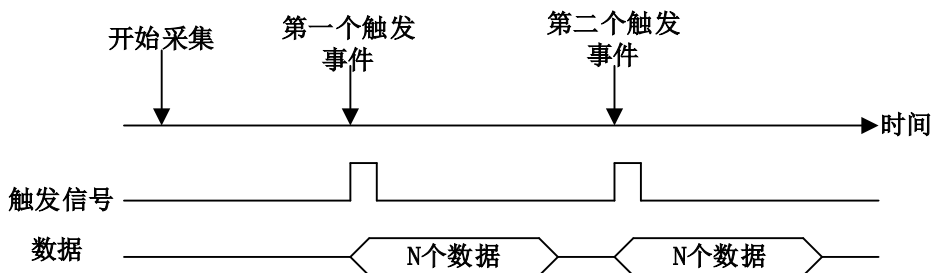 开始采集
第一个触发
事件
第二个触发
事件
时间
触发信号
数据
N个数据
N个数据